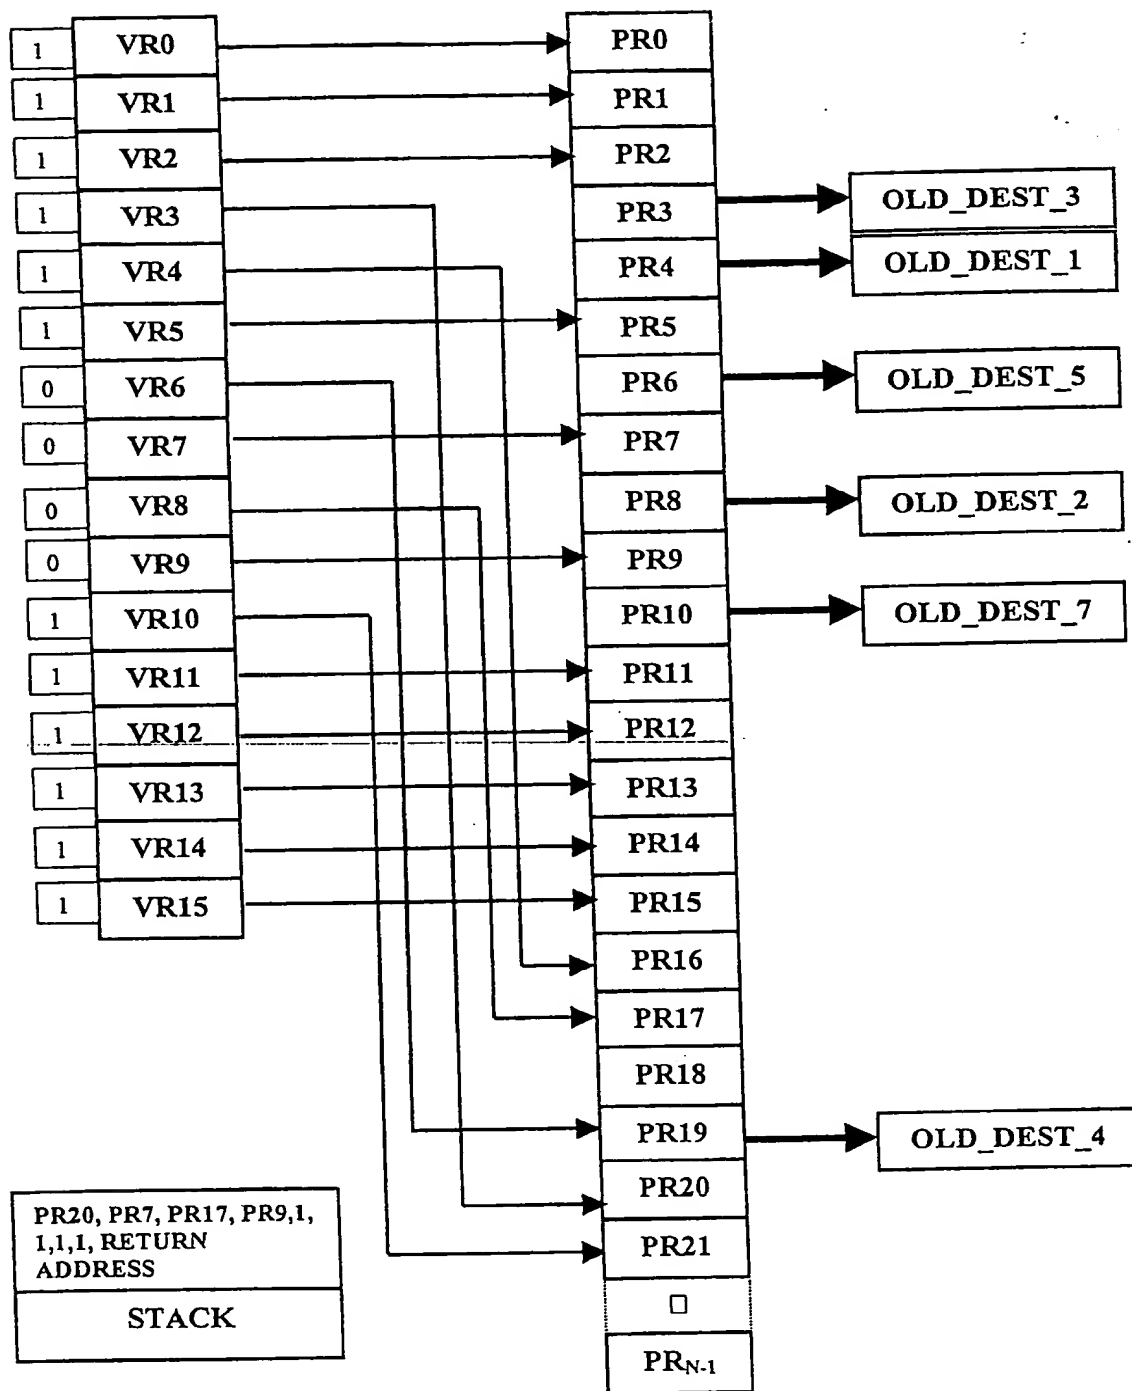 1 VR0 PR0
1 VR1 PR1
1 VR2 PR2
1 VR3 PR3 OLD_DEST_3
1 VR4 PR4 OLD_DEST_1
1 VR5 PR5
0 VR6 PR6 OLD_DEST_5
0 VR7 PR7
0 VR8 PR8 OLD_DEST_2
0 VR9 PR9
1 VR10 PR10 OLD_DEST_7
1 VR11 PR11
1 VR12 PR12
1 VR13 PR13
1 VR14 PR14
1 VR15 PR15
PR16
PR17
PR18
PR19 OLD_DEST_4
PR20
PR21
PRN-1
PR20, PR7, PR17, PR9,1,
1,1,1, RETURN
ADDRESS
STACK